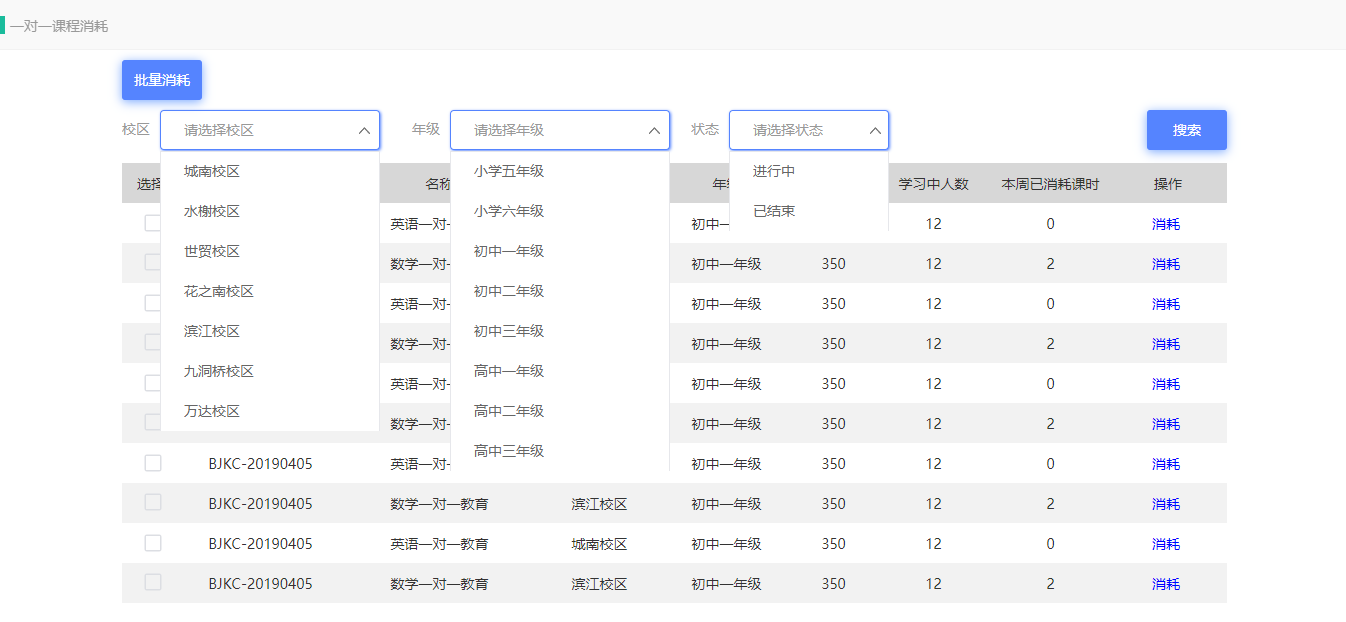 一对一课程消耗
批量消耗
校区 请选择校区 年级 请选择年级 状态 请选择状态 搜索
城南校区 小学五年级 进行中
选择 名称 年级 学习中人数 本周已消耗课时 操作
水榭校区 小学六年级 已结束
英语一对一 初中一 12 0 消耗
世贸校区 初中一年级
数学一对一 初中一年级 350 12 2 消耗
花之南校区 初中二年级
英语一对一 初中一年级 350 12 0 消耗
滨江校区 初中三年级
数学一对一 初中一年级 350 12 2 消耗
九洞桥校区 高中一年级
英语一对一 初中一年级 350 12 0 消耗
万达校区 高中二年级
数学一对一 初中一年级 350 12 2 消耗
高中三年级
BJKC-20190405 英语一对一 初中一年级 350 12 0 消耗
BJKC-20190405 数学一对一教育 滨江校区 初中一年级 350 12 2 消耗
BJKC-20190405 英语一对一教育 城南校区 初中一年级 350 12 0 消耗
BJKC-20190405 数学一对一教育 滨江校区 初中一年级 350 12 2 消耗